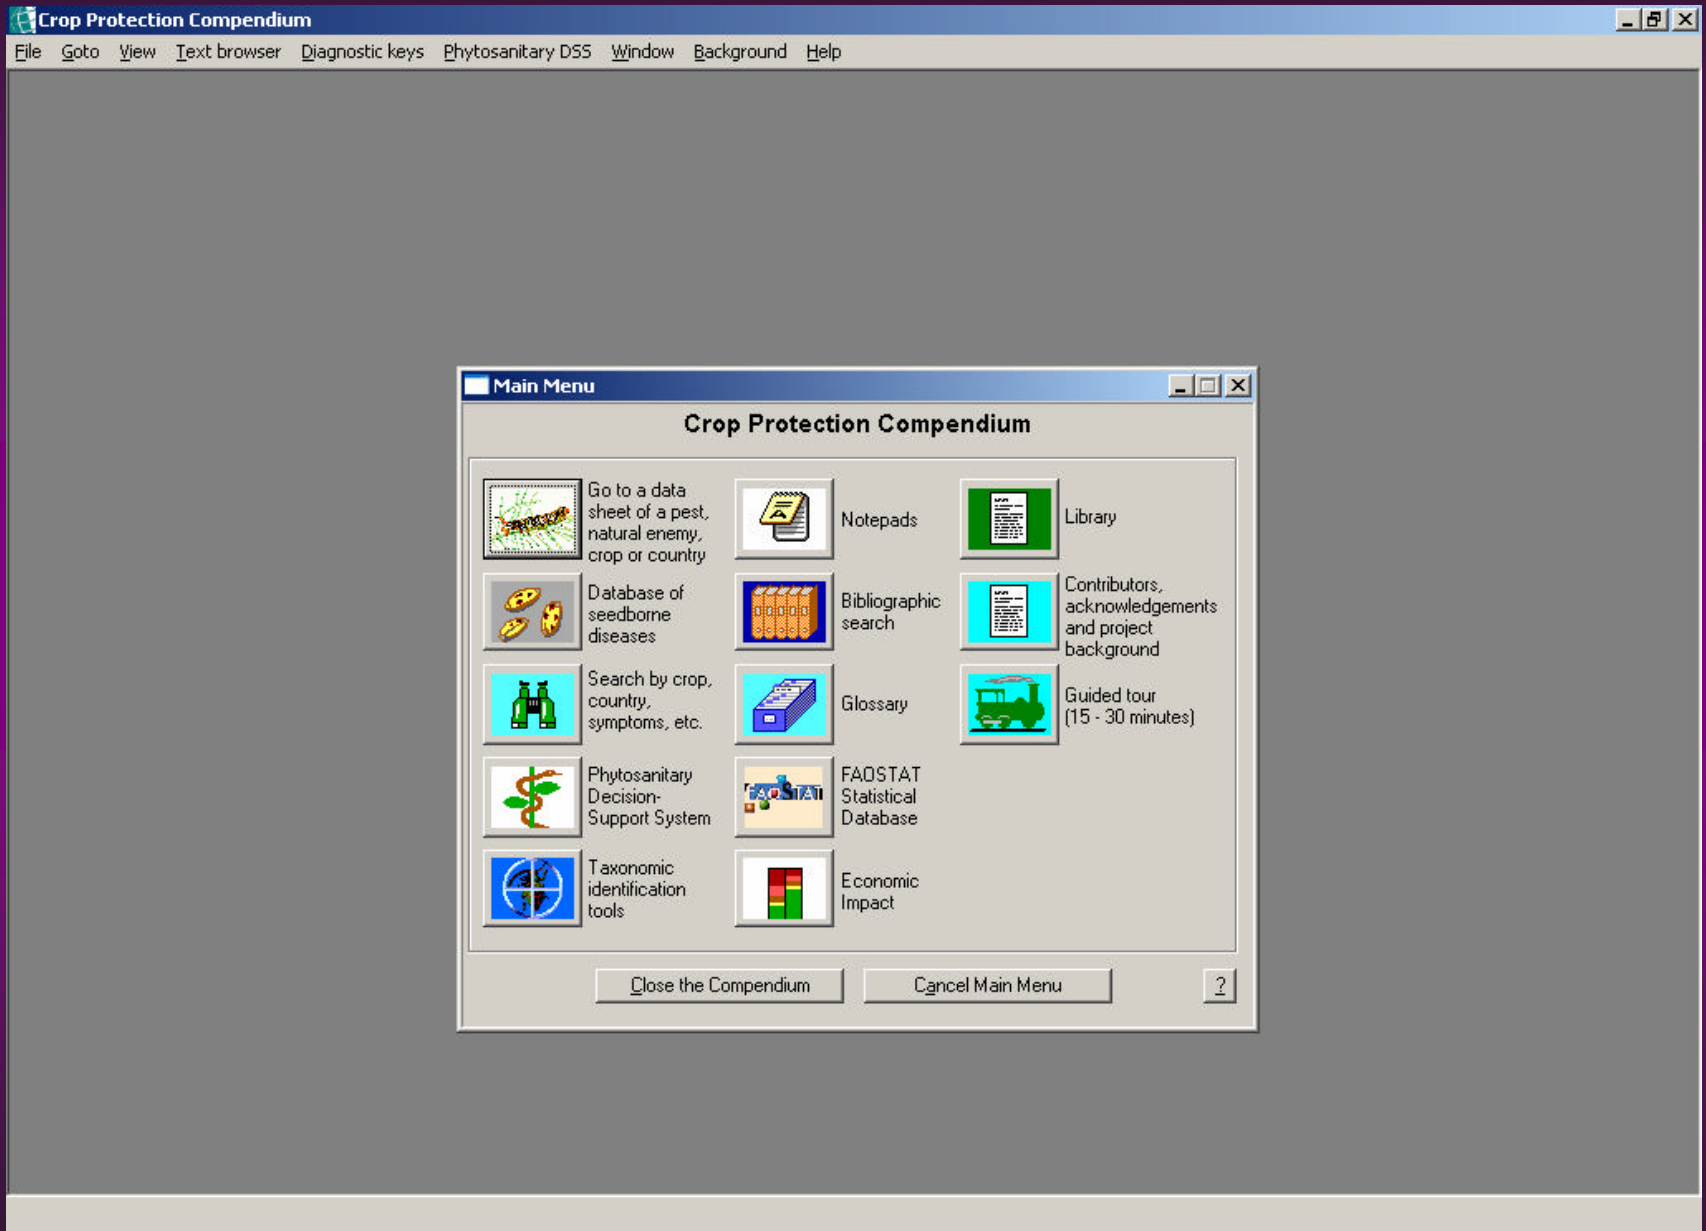 Crop Protection Compendium
File Goto View Text browser Diagnostic keys Phytosanitary DSS Window Background Help
Main Menu
Crop Protection Compendium
Go to a data
sheet of a pest,
natural enemy,
crop or country
Database of
seedborne
diseases
Search by crop,
country,
symptoms, etc.
Phytosanitary
Decision-
Support System
Taxonomic
identification
tools
Notepads
Bibliographic
search
Glossary
FAOSTAT
FAOSTAT
Statistical
Database
Economic
Impact
Library
Contributors,
acknowledgements
and project
background
Guided tour
(15 - 30 minutes)
Close the Compendium
Cancel Main Menu
?